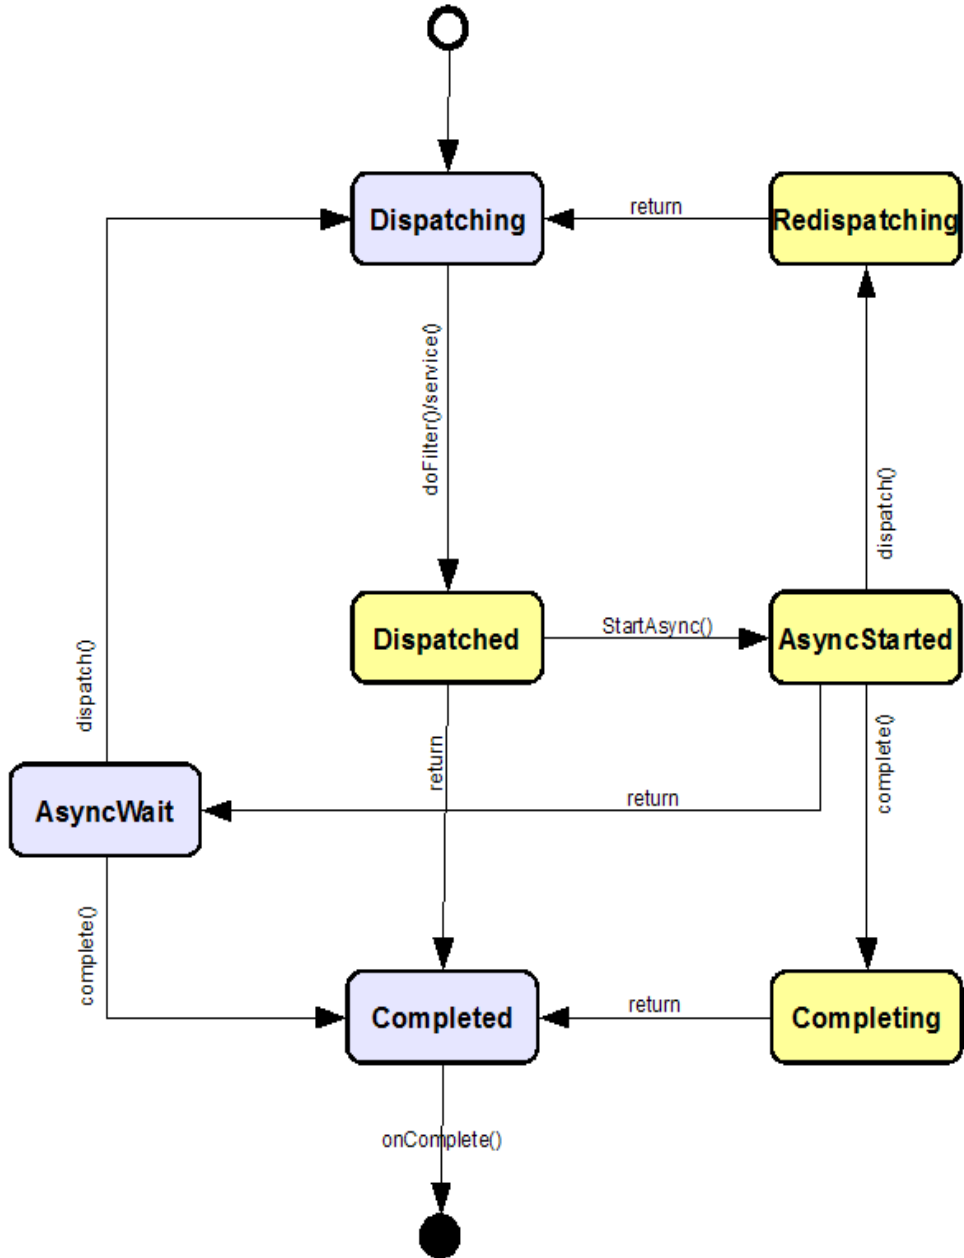 Dispatching
return
Redispatching
doFilter()/service()
dispatch()
Dispatched
StartAsync()
AsyncStarted
dispatch()
return
complete()
AsyncWait
return
complete()
Completed
return
Completing
onComplete()